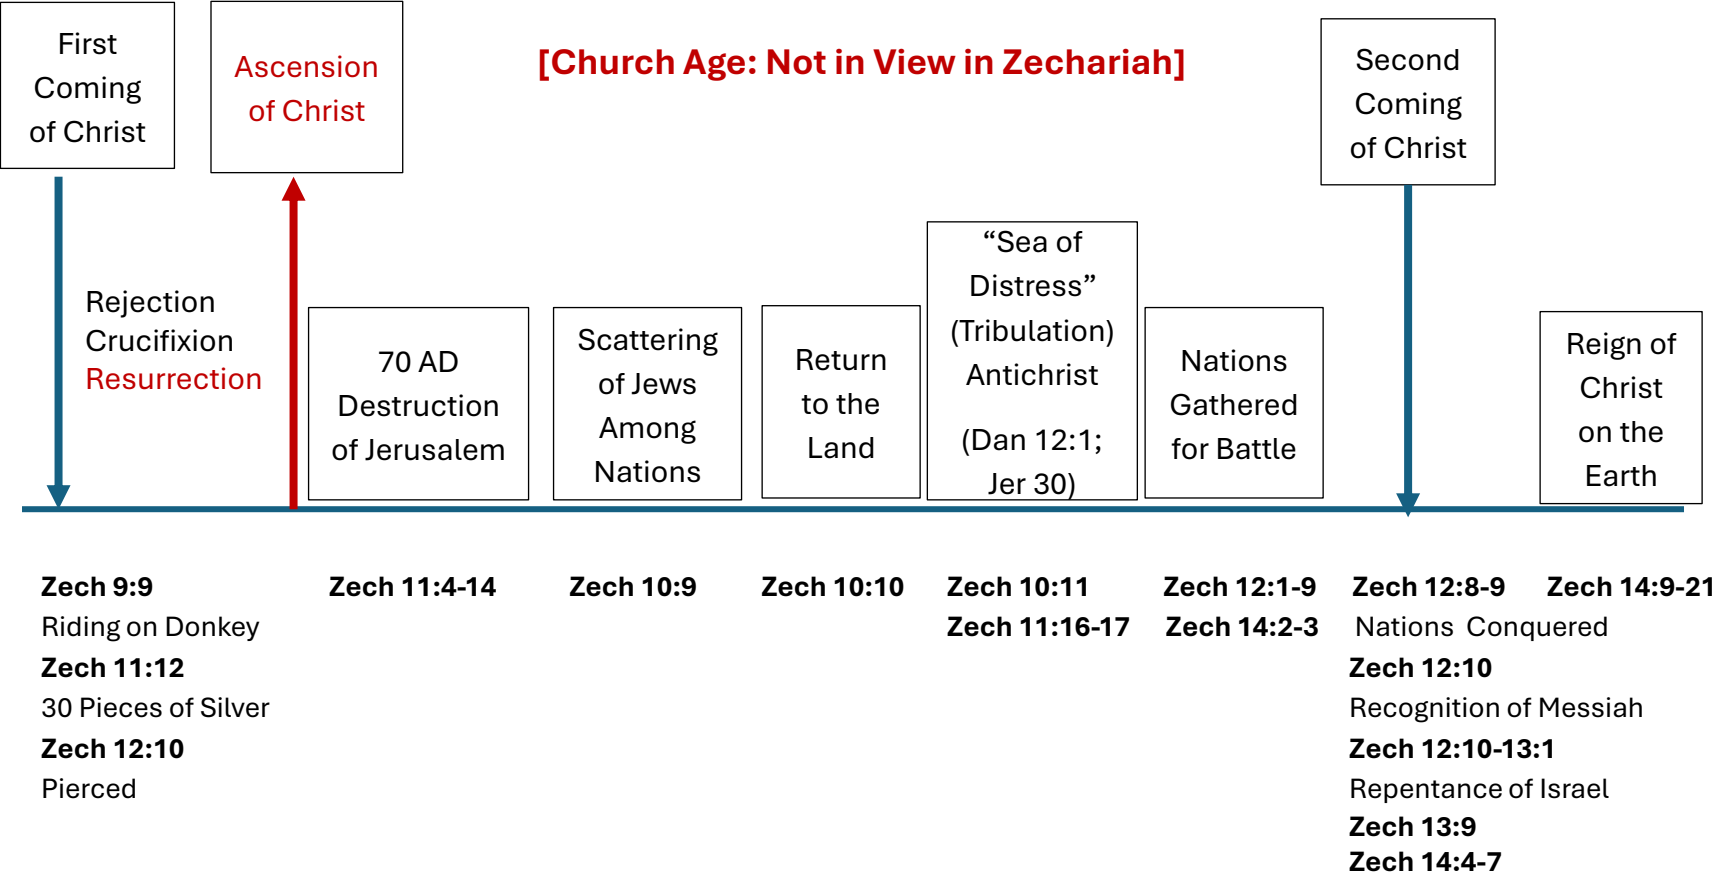 First
Coming
of Christ
Ascension
of Christ
[Church Age: Not in View in Zechariah]
Second
Coming
of Christ
Rejection
Crucifixion
Resurrection
70 AD
Destruction
of Jerusalem
Scattering
of Jews
Among
Nations
Return
to the
Land
“Sea of
Distress”
(Tribulation)
Antichrist
(Dan 12:1;
Jer 30)
Nations
Gathered
for Battle
Reign of
Christ
on the
Earth
Zech 9:9
Riding on Donkey
Zech 11:12
30 Pieces of Silver
Zech 12:10
Pierced
Zech 11:4-14
Zech 10:9
Zech 10:10
Zech 10:11
Zech 11:16-17
Zech 12:1-9
Zech 14:2-3
Zech 12:8-9
Nations Conquered
Zech 12:10
Recognition of Messiah
Zech 12:10-13:1
Repentance of Israel
Zech 13:9
Zech 14:4-7
Zech 14:9-21